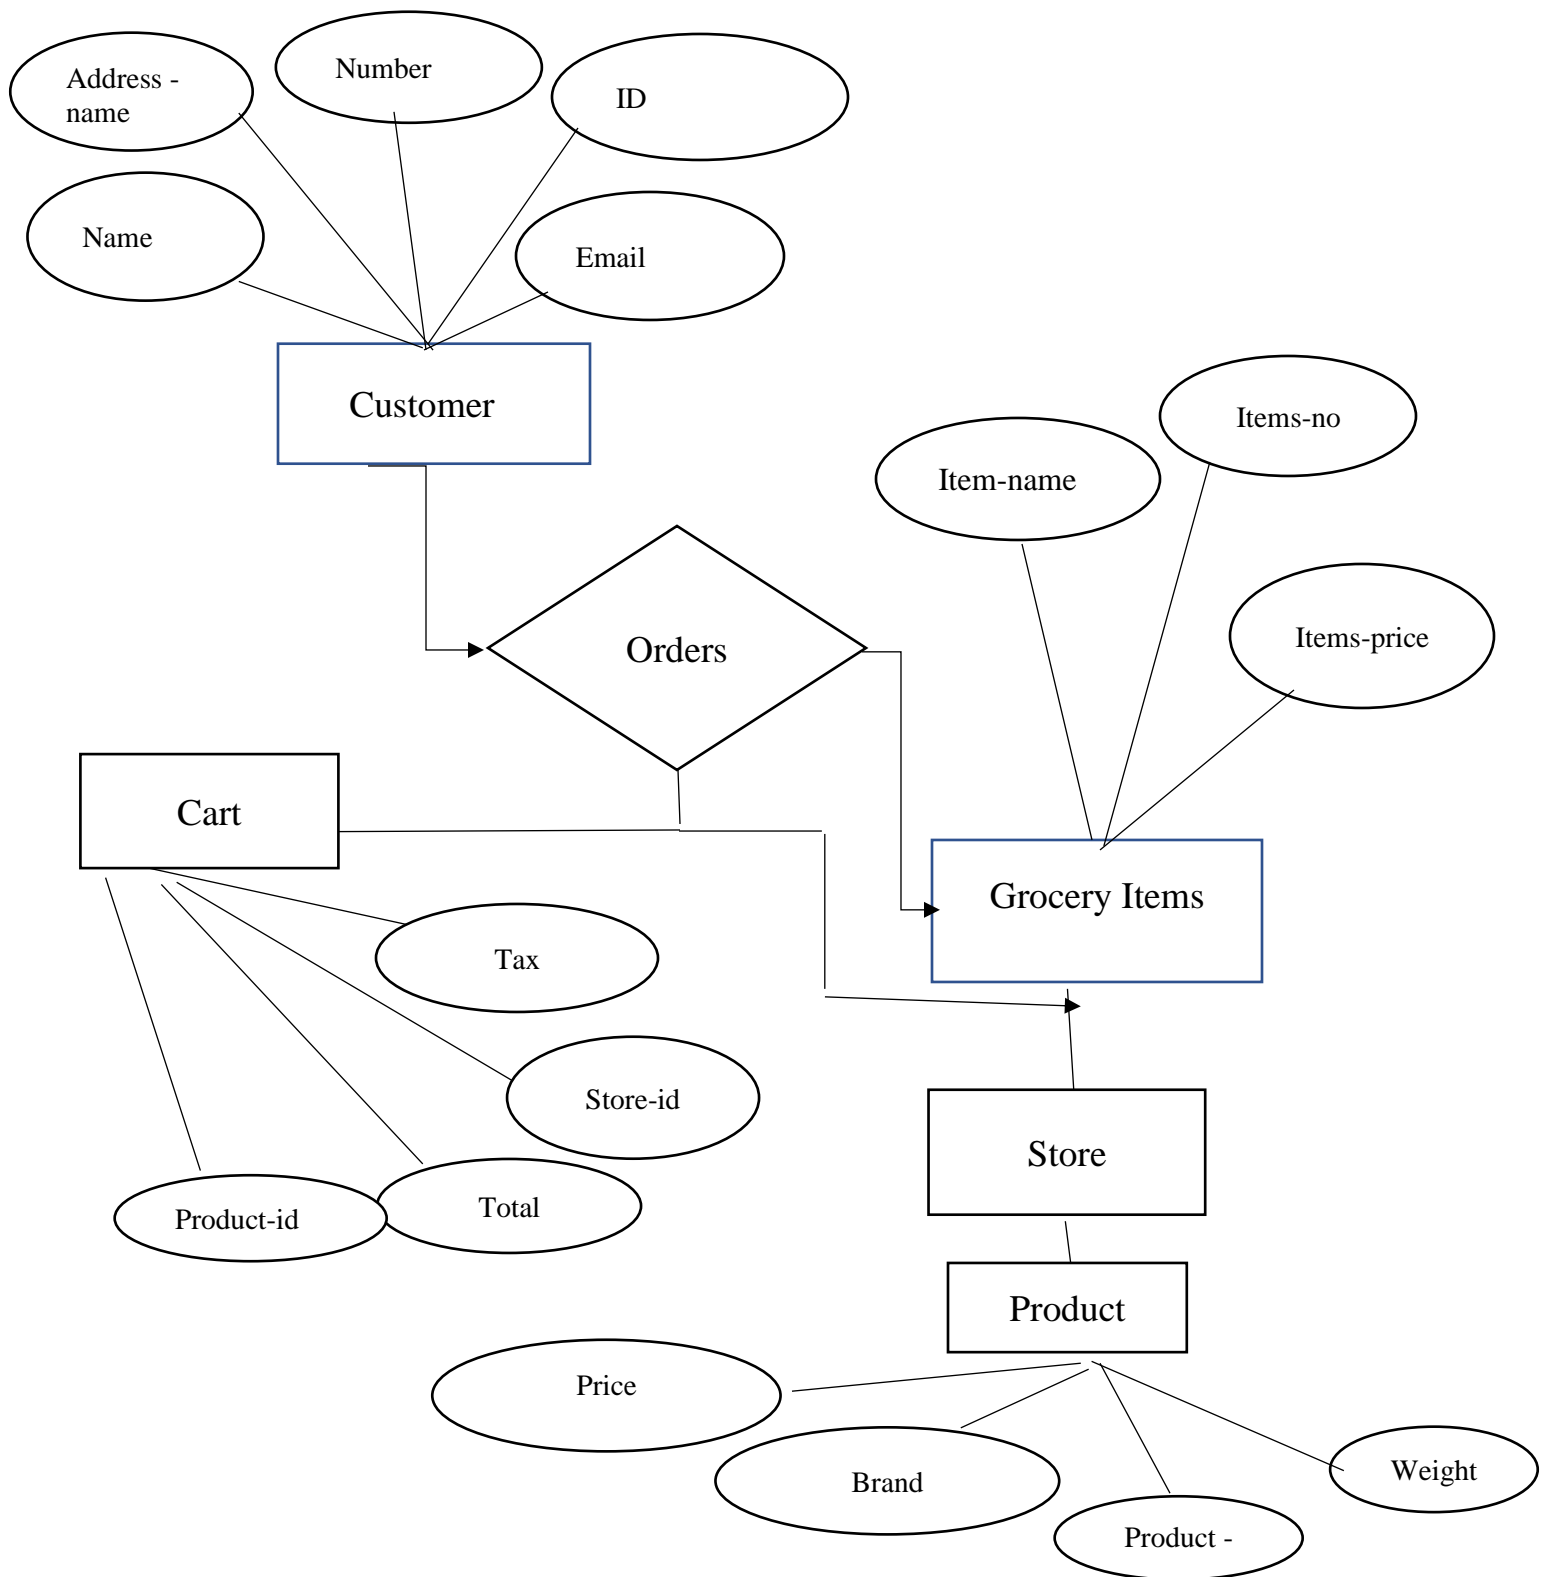 Address -
name
Number
ID
Name
Email
Customer
Items-no
Item-name
Items-price
Orders
Cart
Grocery Items
Tax
Store-id
Store
Product-id
Total
Product
Price
Brand
Weight
Product -